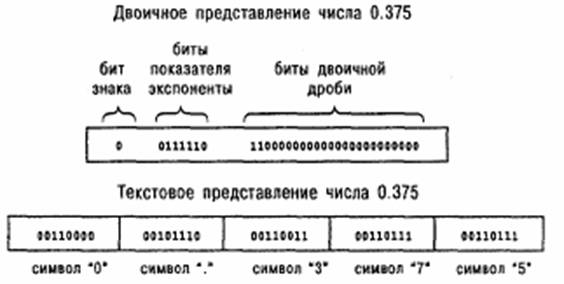 Двоичное представление числа 0.375
бит
знака
биты
показателя
экспоненты
биты двоичной
дроби
0 0111110 110000000000000000000000
Текстовое представление числа 0.375
00110000 00101110 00110011 00110111 00110111
символ "0" символ "." символ "3" символ "7" символ "5"